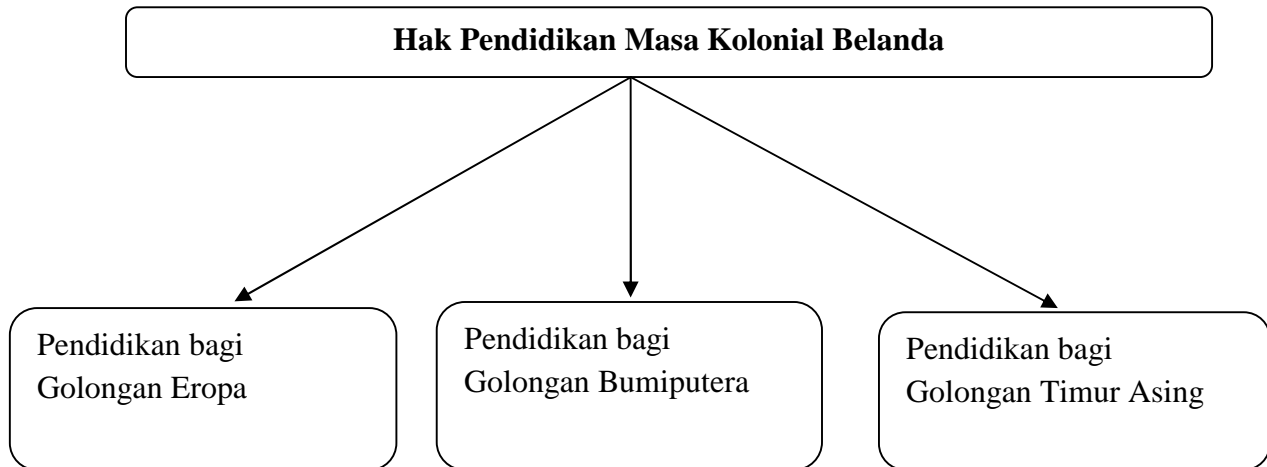 Hak Pendidikan Masa Kolonial Belanda
Pendidikan bagi
Golongan Eropa
Pendidikan bagi
Golongan Bumiputera
Pendidikan bagi
Golongan Timur Asing